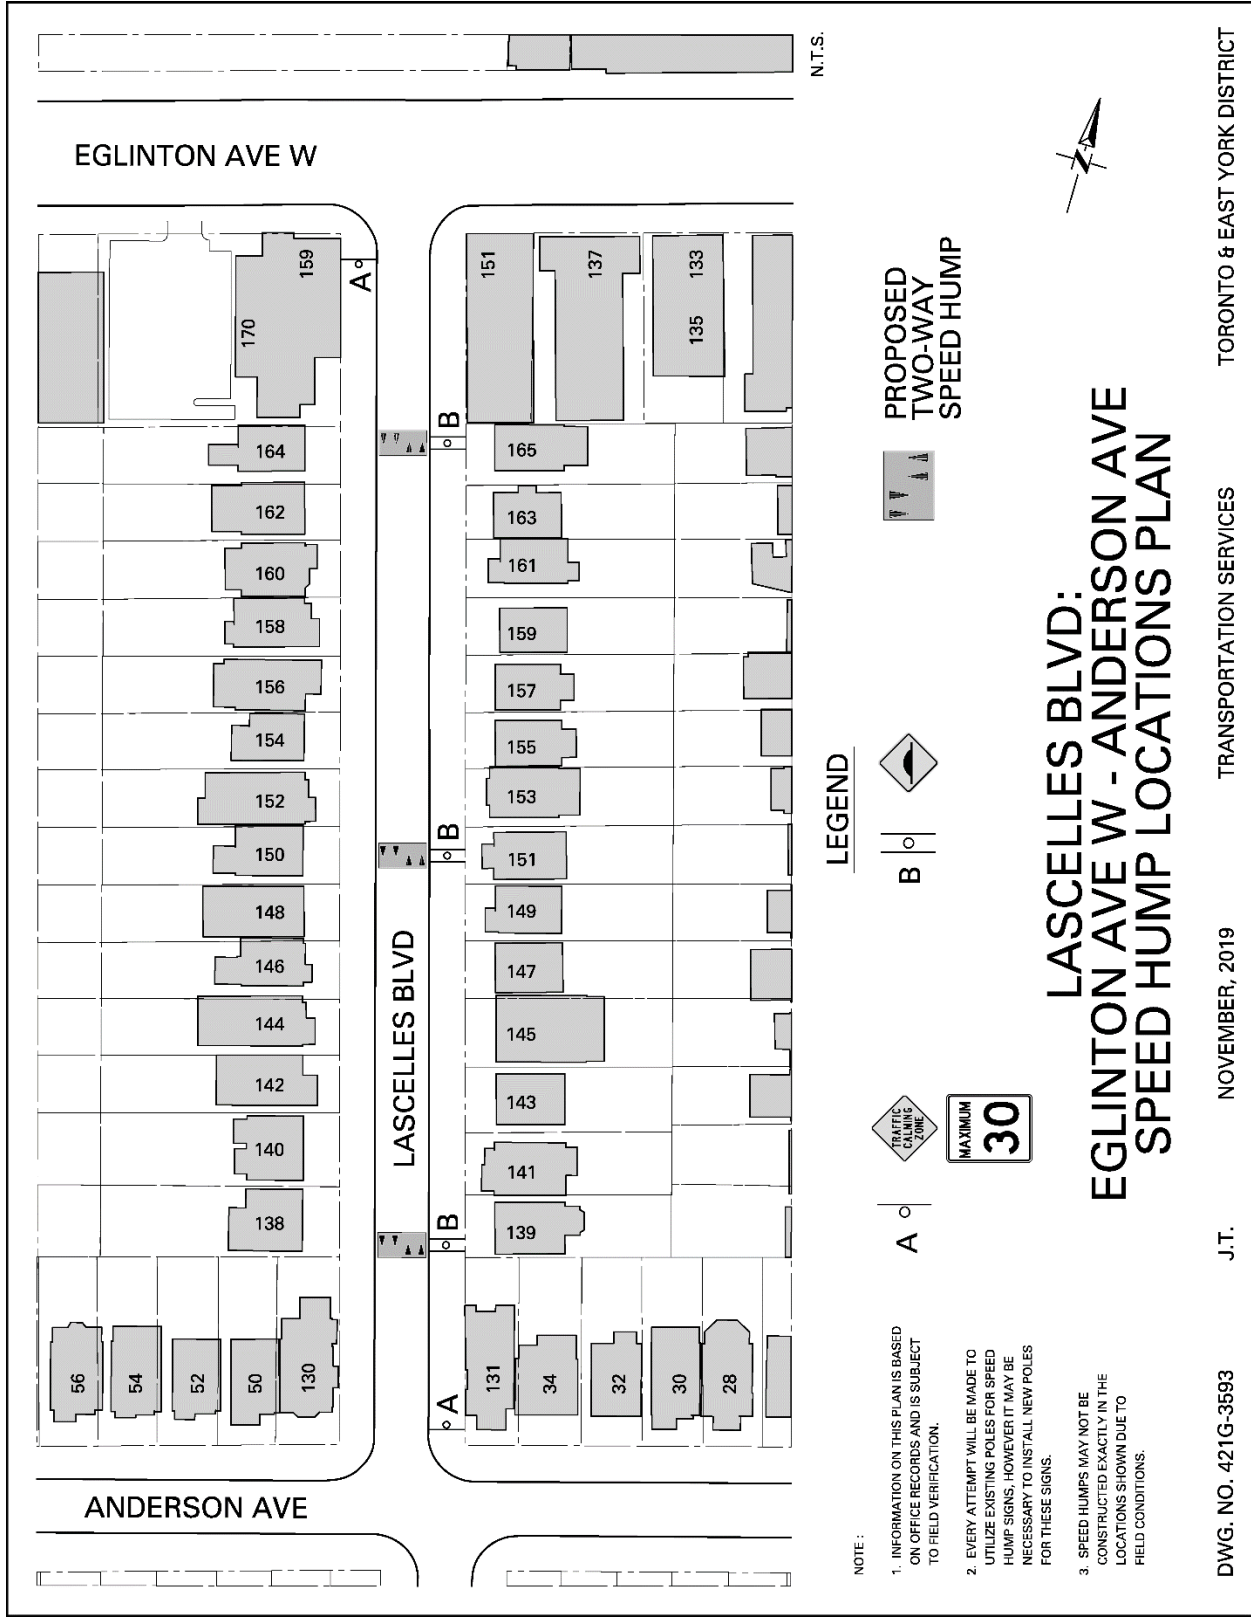 N.T.S.
EGLINTON AVE W
159
A
170
151
137
133
135
B
164
165
162
163
160
161
158
159
156
157
154
155
152
153
B
150
151
148
149
LASCELLES BLVD
146
147
144
145
142
143
140
141
138
139
B
56
54
52
50
130
131
34
32
30
28
A
ANDERSON AVE
N
PROPOSED
TWO-WAY
SPEED HUMP
LEGEND
B
A
TRAFFIC
CALMING
ZONE
MAXIMUM
30
LASCELLES BLVD:
EGLINTON AVE W - ANDERSON AVE
SPEED HUMP LOCATIONS PLAN
NOTE :
1. INFORMATION ON THIS PLAN IS BASED
ON OFFICE RECORDS AND IS SUBJECT
TO FIELD VERIFICATION.
2. EVERY ATTEMPT WILL BE MADE TO
UTILIZE EXISTING POLES FOR SPEED
HUMP SIGNS, HOWEVER IT MAY BE
NECESSARY TO INSTALL NEW POLES
FOR THESE SIGNS.
3. SPEED HUMPS MAY NOT BE
CONSTRUCTED EXACTLY IN THE
LOCATIONS SHOWN DUE TO
FIELD CONDITIONS.
DWG. NO. 421G-3593
J.T.
NOVEMBER, 2019
TRANSPORTATION SERVICES
TORONTO & EAST YORK DISTRICT